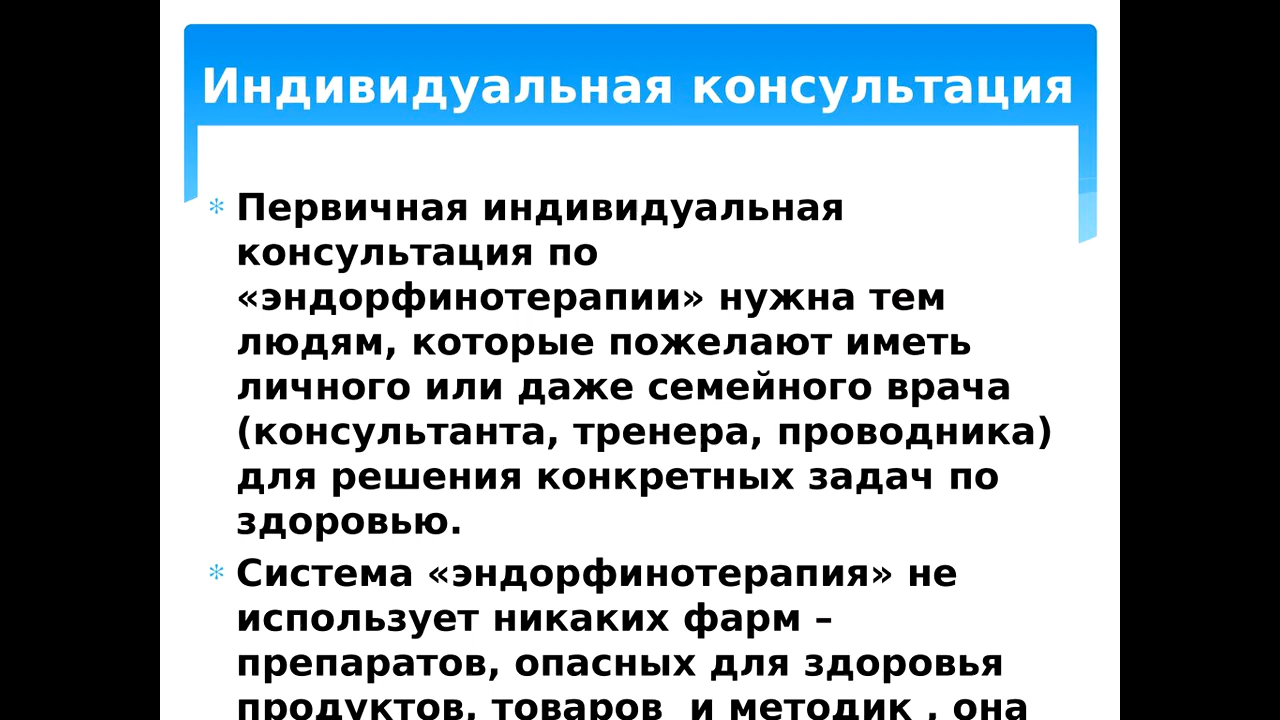 Индивидуальная консультация
* Первичная индивидуальная
консультация по
«эндорфинотерапии» нужна тем
людям, которые пожелают иметь
личного или даже семейного врача
(консультанта, тренера, проводника)
для решения конкретных задач по
здоровью.
* Система «эндорфинотерапия» не
использует никаких фарм –
препаратов, опасных для здоровья
продуктов, товаров  и методик , она